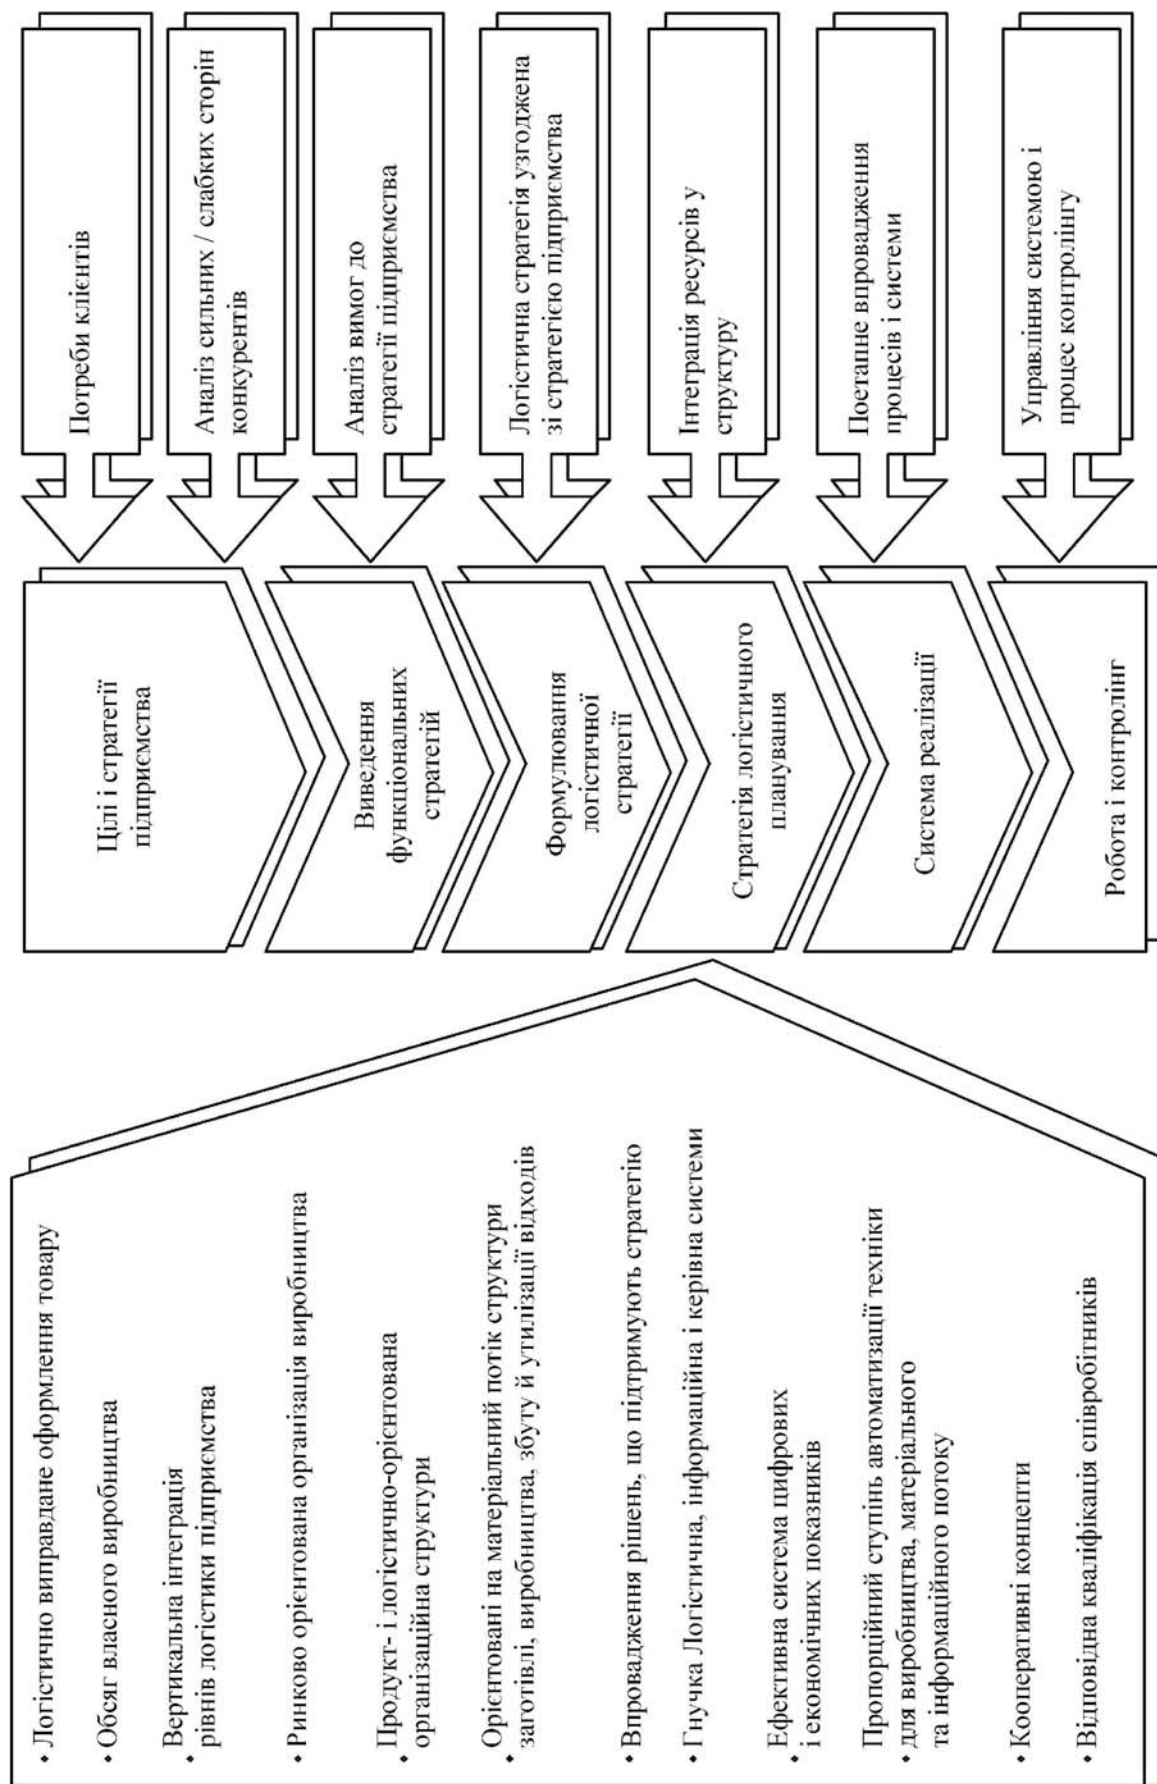 Потреби клієнтів
Аналіз сильних / слабких сторін
конкурентів
Аналіз вимог до
стратегії підприємства
Логістична стратегія узгоджена
зі стратегією підприємства
Інтеграція ресурсів у
структуру
Поетапне впровадження
процесів і системи
Управління системою і
процес контролінгу
Цілі і стратегії
підприємства
Виведення
функціональних
стратегій
Формулювання
логістичної
стратегії
Стратегія логістичного
планування
Система реалізації
Робота і контролінг
• Логістично виправдане оформлення товару
• Обсяг власного виробництва
Вертикальна інтеграція
• рівнів логістики підприємства
• Ринково орієнтована організація виробництва
• Продукт- і логістично-орієнтована
організаційна структури
Орієнтовані на матеріальний потік структури
• заготівлі, виробництва, збуту й утилізації відходів
• Впровадження рішень, що підтримують стратегію
• Гнучка Логістична, інформаційна і керівна системи
Ефективна система цифрових
• і економічних показників
Пропорційний ступінь автоматизації техніки
• для виробництва, матеріального
та інформаційного потоку
• Кооперативні концепти
• Відповідна кваліфікація співробітників